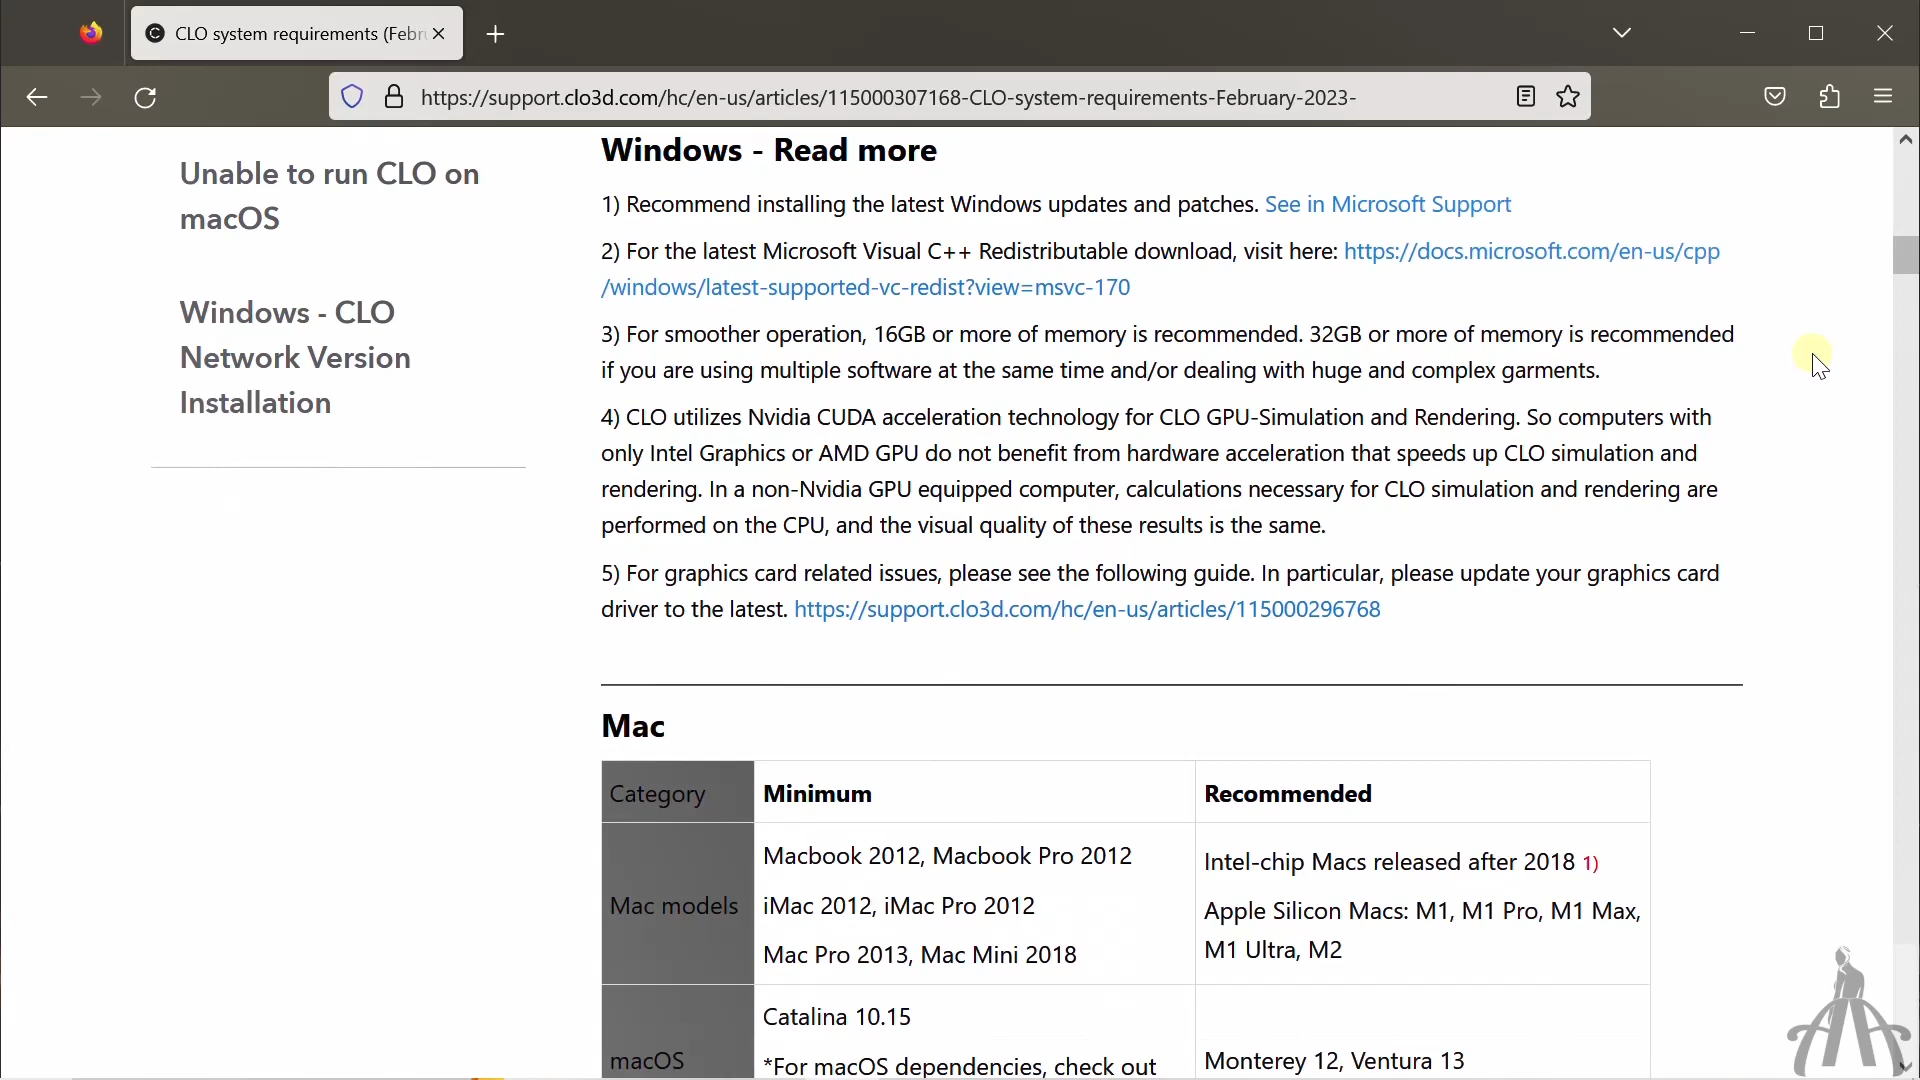 CLO system requirements (Febr
https://support.clo3d.com/hc/en-us/articles/115000307168-CLO-system-requirements-February-2023-
Unable to run CLO on
macOS
Windows - CLO
Network Version
Installation
Windows - Read more
1) Recommend installing the latest Windows updates and patches. See in Microsoft Support
2) For the latest Microsoft Visual C++ Redistributable download, visit here: https://docs.microsoft.com/en-us/cpp
/windows/latest-supported-vc-redist?view=msvc-170
3) For smoother operation, 16GB or more of memory is recommended. 32GB or more of memory is recommended
if you are using multiple software at the same time and/or dealing with huge and complex garments.
4) CLO utilizes Nvidia CUDA acceleration technology for CLO GPU-Simulation and Rendering. So computers with
only Intel Graphics or AMD GPU do not benefit from hardware acceleration that speeds up CLO simulation and
rendering. In a non-Nvidia GPU equipped computer, calculations necessary for CLO simulation and rendering are
performed on the CPU, and the visual quality of these results is the same.
5) For graphics card related issues, please see the following guide. In particular, please update your graphics card
driver to the latest. https://support.clo3d.com/hc/en-us/articles/115000296768
Mac
Category Minimum Recommended
Mac models
Macbook 2012, Macbook Pro 2012
iMac 2012, iMac Pro 2012
Mac Pro 2013, Mac Mini 2018
Intel-chip Macs released after 2018 1)
Apple Silicon Macs: M1, M1 Pro, M1 Max,
M1 Ultra, M2
macOS
Catalina 10.15
*For macOS dependencies, check out
Monterey 12, Ventura 13